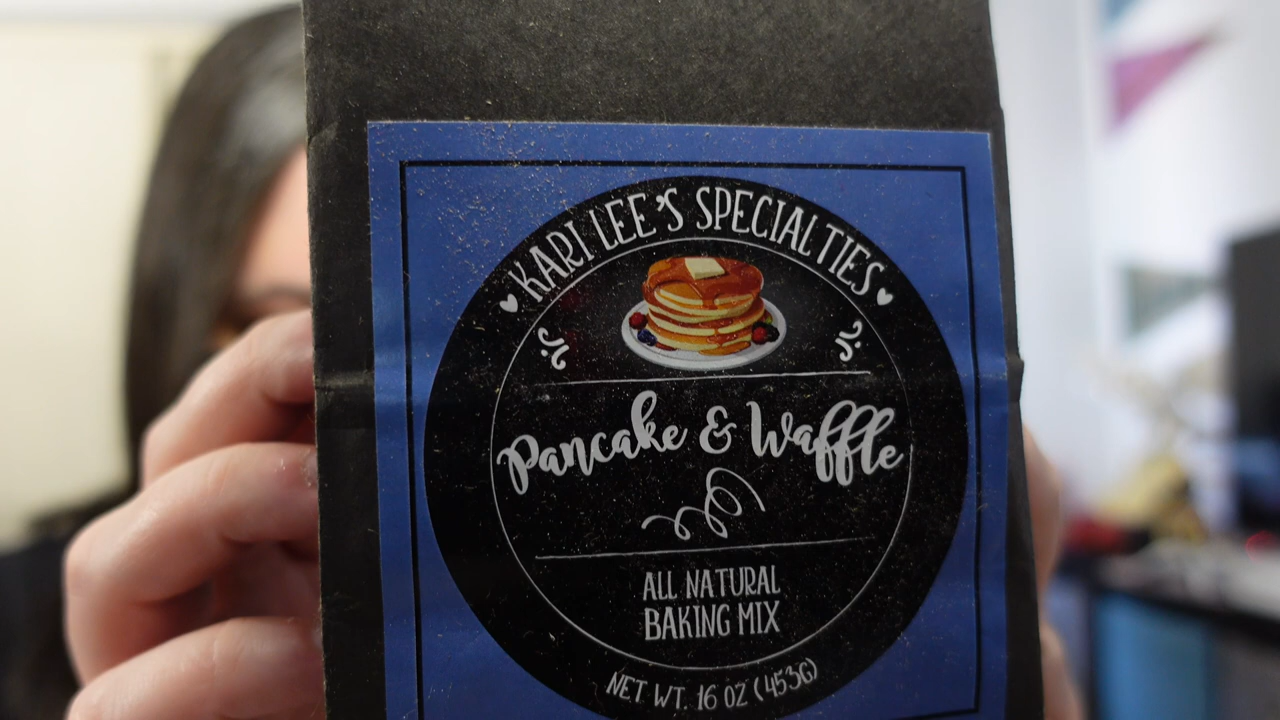 KARI LEE'S SPECIALTIES
Pancake & Waffle
ALL NATURAL
BAKING MIX
NET WT. 16 OZ (453G)